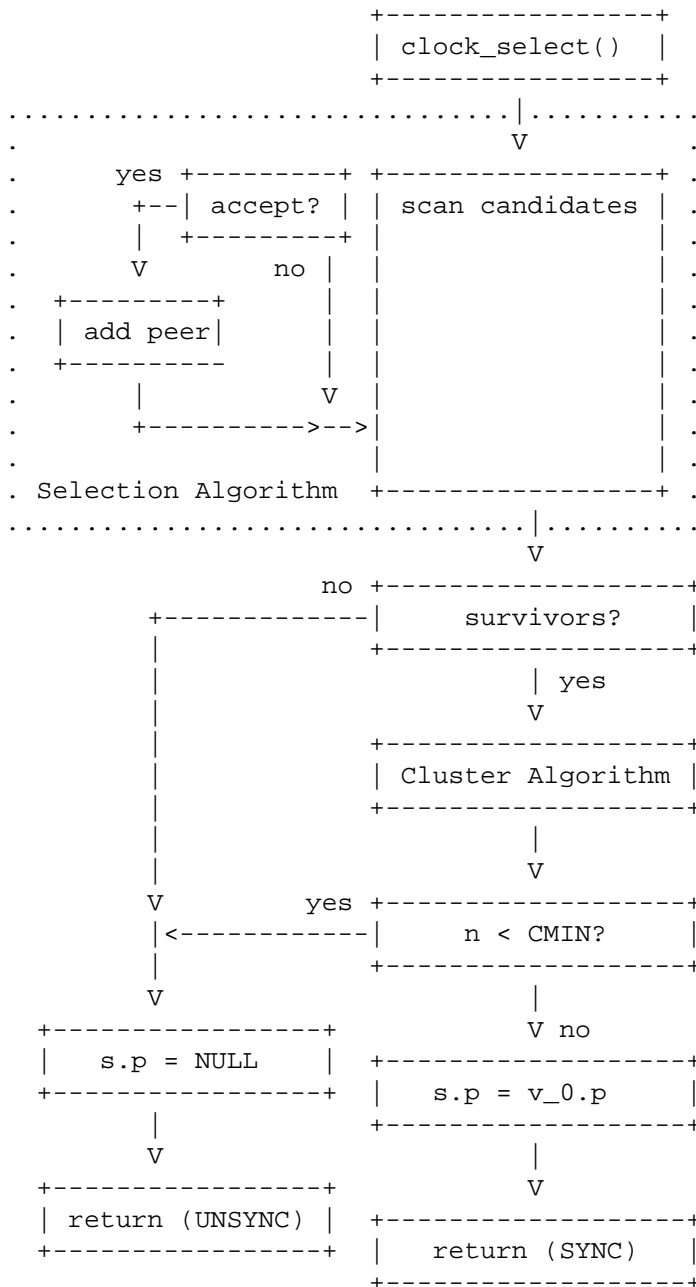 clock_select()
yes
accept?
scan candidates
no
add peer
Selection Algorithm
no
survivors?
yes
Cluster Algorithm
yes
n < CMIN?
no
s.p = NULL
s.p = v_0.p
return (UNSYNC)
return (SYNC)